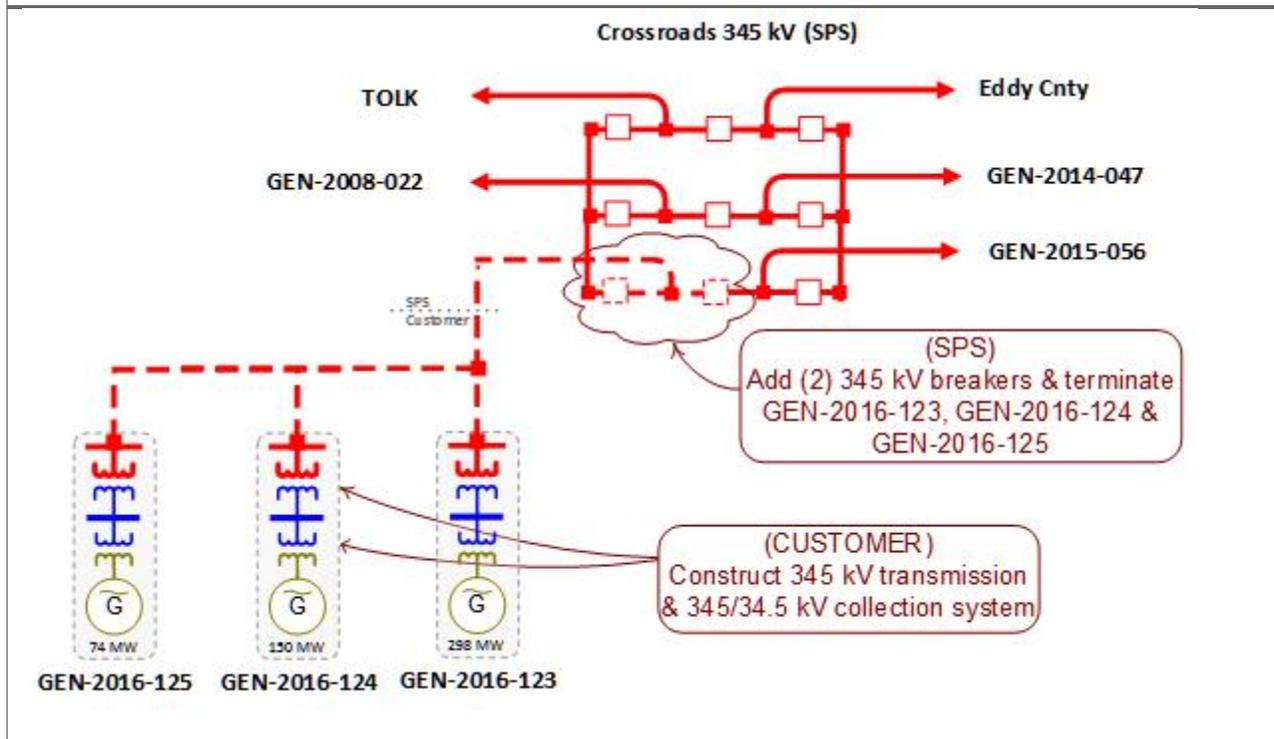 Crossroads 345 kV (SPS)
TOLK
Eddy Cnty
GEN-2008-022
GEN-2014-047
GEN-2015-056
SPS
Customer
(SPS)
Add (2) 345 kV breakers & terminate
GEN-2016-123, GEN-2016-124 &
GEN-2016-125
(CUSTOMER)
Construct 345 kV transmission
& 345/34.5 kV collection system
G
G
G
74 MW
150 MW
298 MW
GEN-2016-125
GEN-2016-124
GEN-2016-123